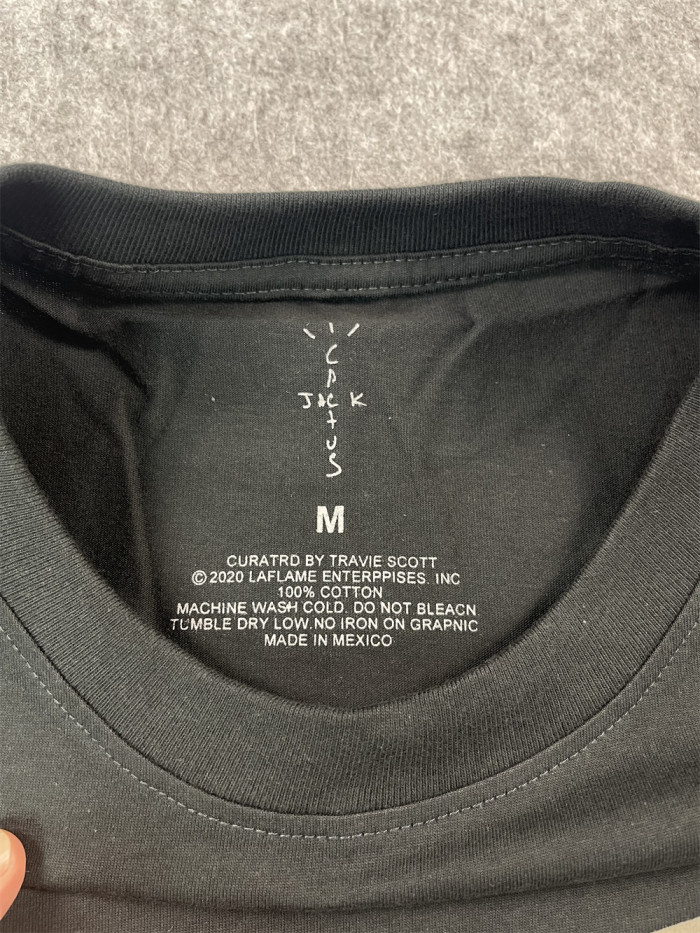 CACTUS
JACK
M
CURATRD BY TRAVIE SCOTT
©2020 LAFLAME ENTERPPISES. INC
100% COTTON
MACHINE WASH COLD. DO NOT BLEACN
TUMBLE DRY LOW.NO IRON ON GRAPNIC
MADE IN MEXICO